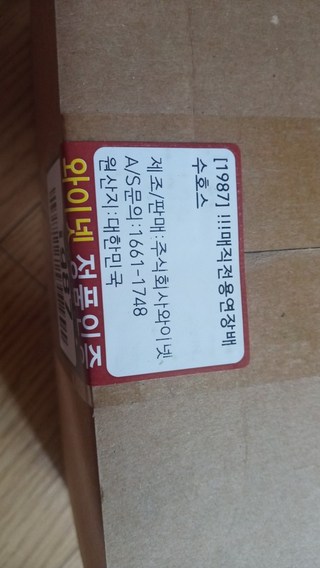 [1987] !!!매직전용연장배
수호스
제조/판매:주식회사와이넷
A/S문의:1661-1748
원산지:대한민국
와이넷 정품인증